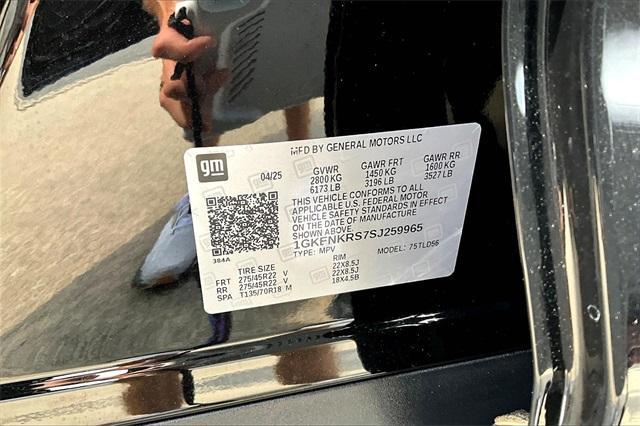 MFD BY GENERAL MOTORS LLC
gm
04/25
GVWR GAWR FRT GAWR RR
2800 KG 1450 KG 1600 KG
6173 LB 3196 LB 3527 LB
THIS VEHICLE CONFORMS TO ALL
APPLICABLE U.S. FEDERAL MOTOR
VEHICLE SAFETY STANDARDS IN EFFECT
ON THE DATE OF MANUFACTURE
SHOWN ABOVE.
1GKENKRS7SJ259965
TYPE: MPV MODEL: 75TLD56
384A
TIRE SIZE RIM
FRT 275/45R22 V 22X8.5J
RR 275/45R22 V 22X8.5J
SPA T135/70R18 M 18X4.5B